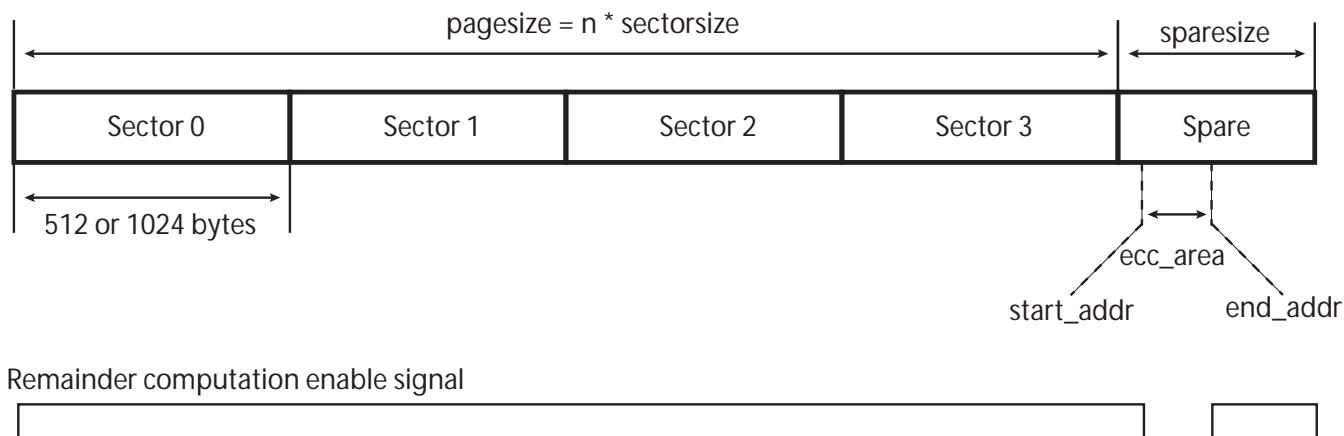 pagesize = n * sectorsize
sparesize
Sector 0
Sector 1
Sector 2
Sector 3
Spare
512 or 1024 bytes
ecc_area
start_addr
end_addr
Remainder computation enable signal